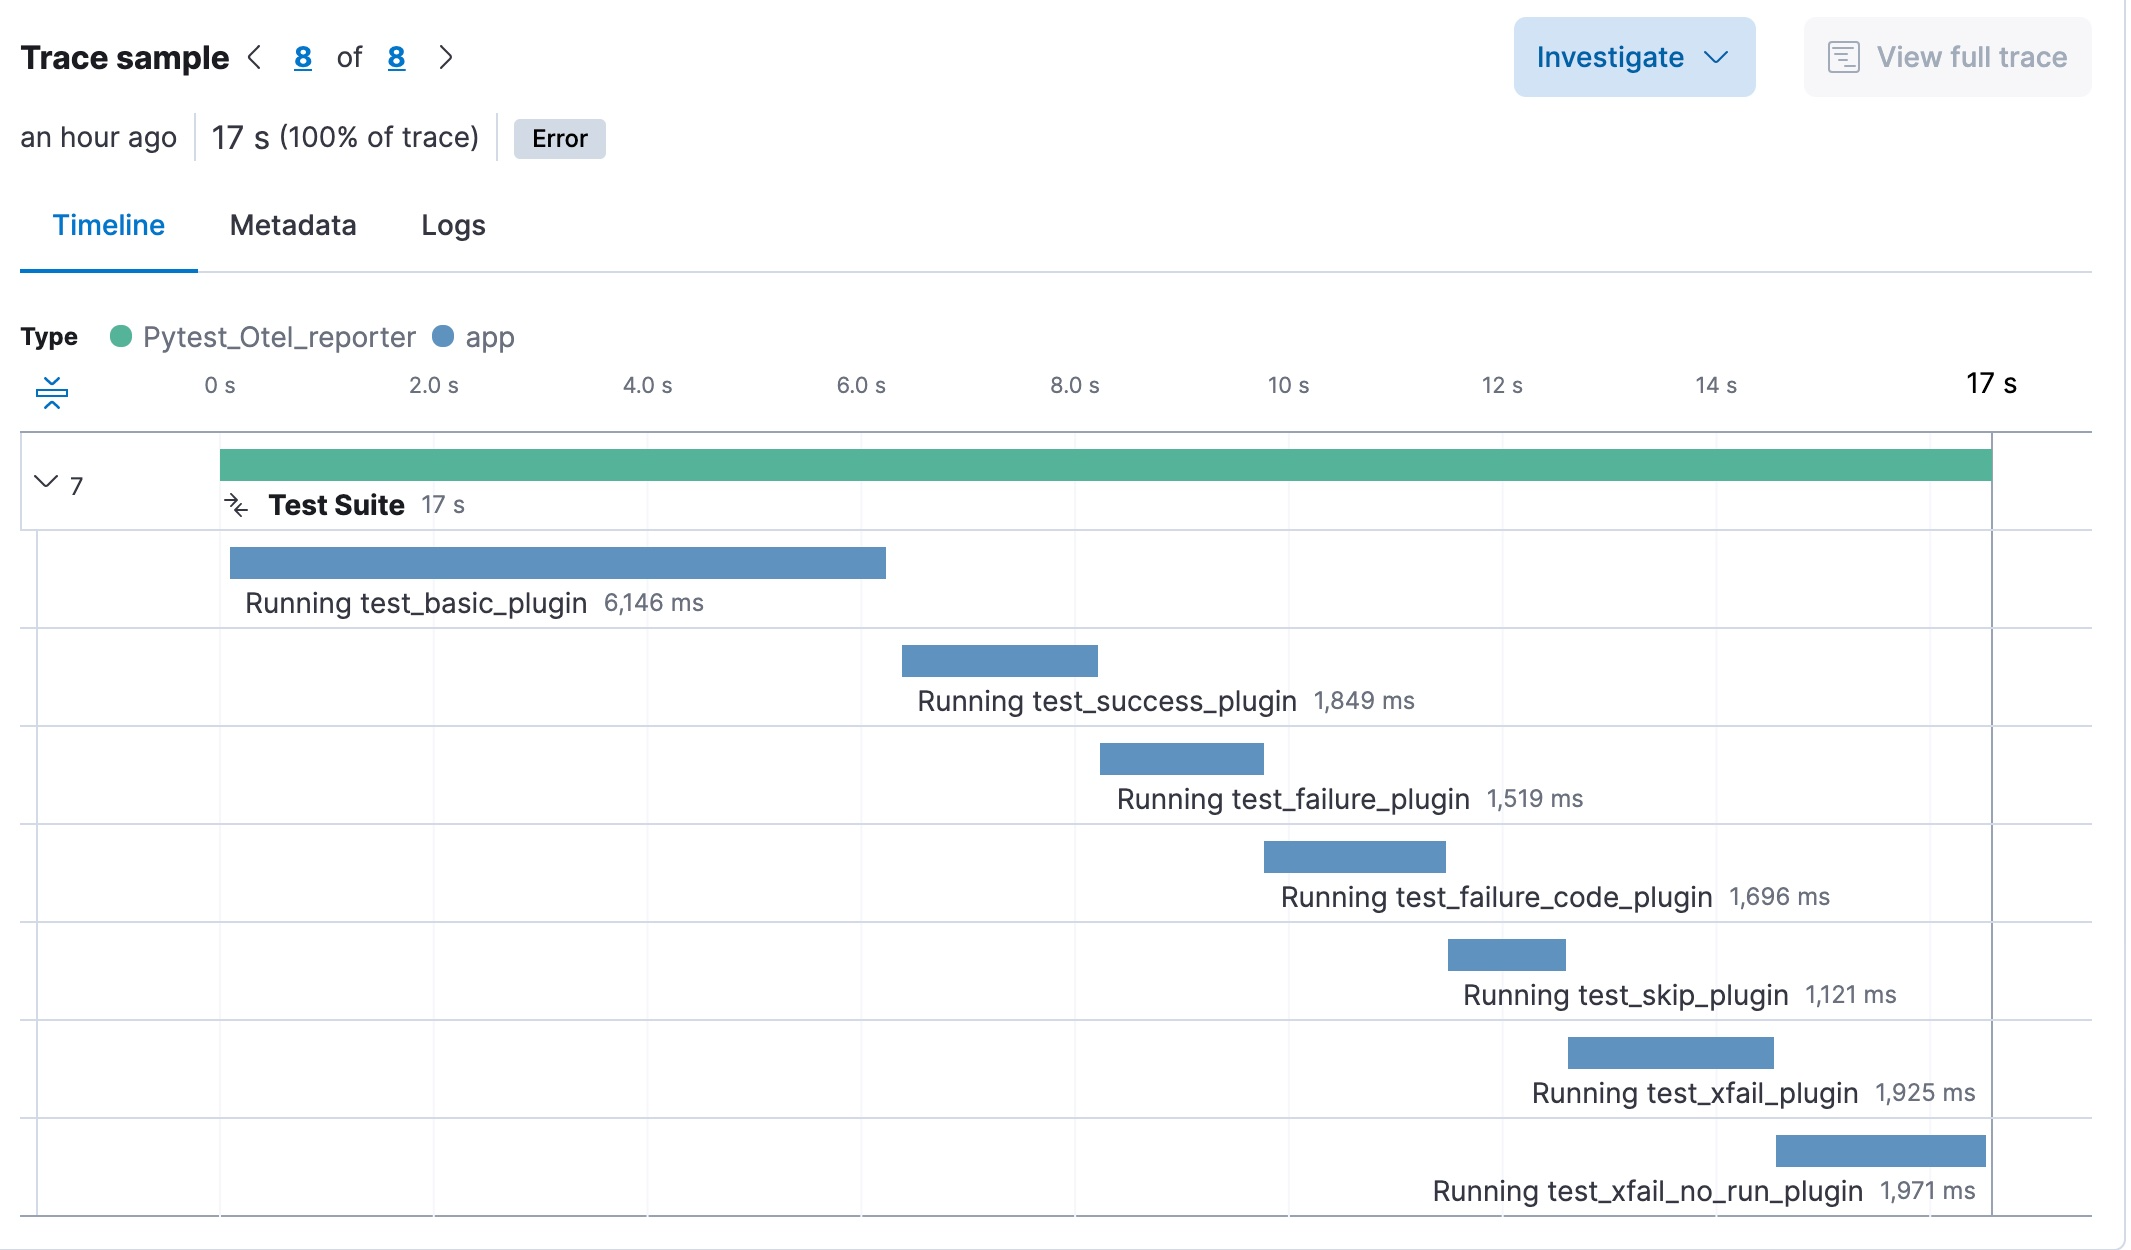 Trace sample 8 of 8 Investigate View full trace
an hour ago 17 s (100% of trace) Error
Timeline Metadata Logs
Type Pytest_Otel_reporter app
0 s 2.0 s 4.0 s 6.0 s 8.0 s 10 s 12 s 14 s 17 s
7
Test Suite 17 s
Running test_basic_plugin 6,146 ms
Running test_success_plugin 1,849 ms
Running test_failure_plugin 1,519 ms
Running test_failure_code_plugin 1,696 ms
Running test_skip_plugin 1,121 ms
Running test_xfail_plugin 1,925 ms
Running test_xfail_no_run_plugin 1,971 ms